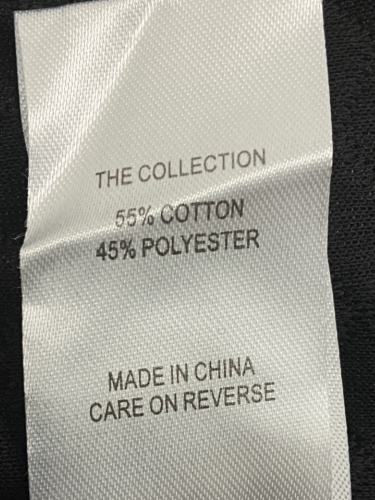 THE COLLECTION
55% COTTON
45% POLYESTER
MADE IN CHINA
CARE ON REVERSE